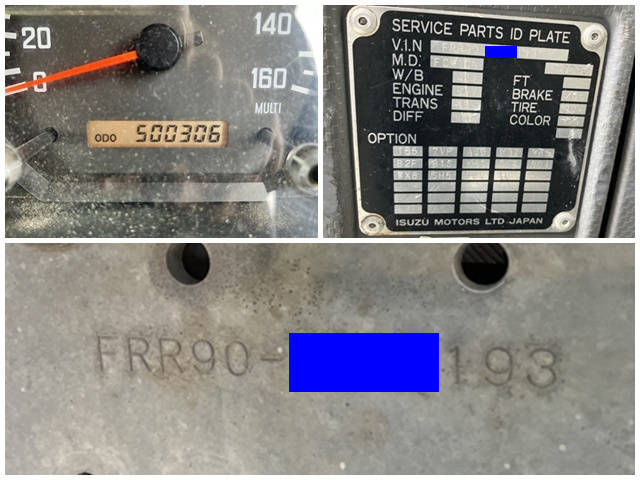 20
0
140
160
MULTI
ODO 500306
SERVICE PARTS ID PLATE
V.I.N
M.D.
W/B
ENGINE
TRANS
DIFF
FT
BRAKE
TIRE
COLOR
OPTION
ISUZU MOTORS LTD JAPAN
FRR90- 193